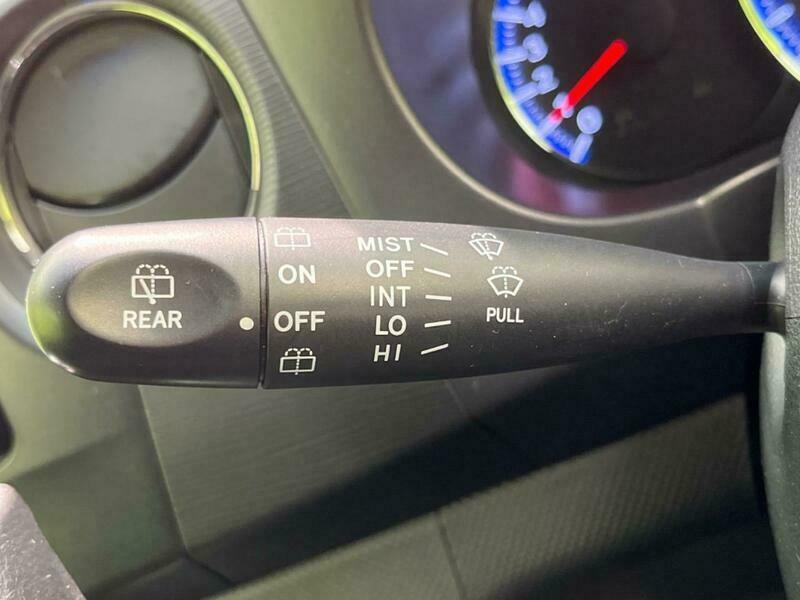 REAR
ON
OFF
MIST
OFF
INT
LO
HI
PULL